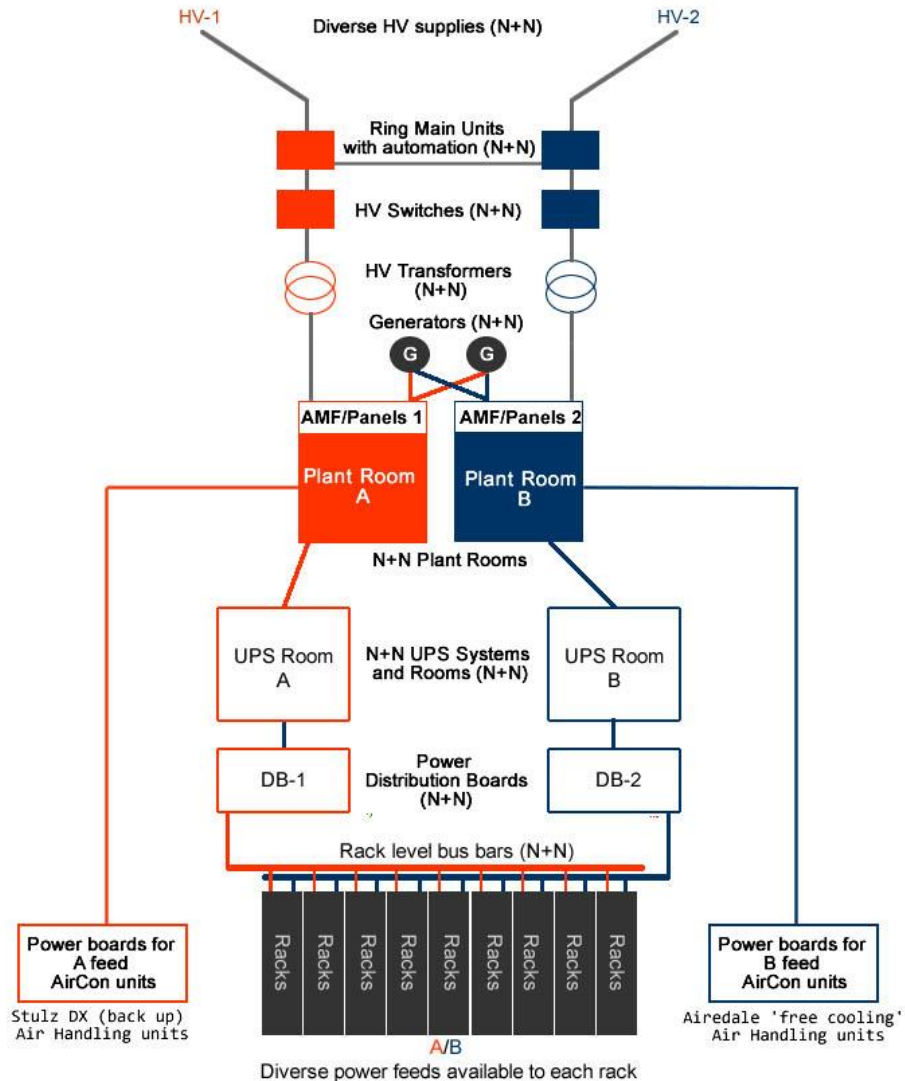 HV-1
Diverse HV supplies (N+N)
HV-2
Ring Main Units
with automation (N+N)
HV Switches (N+N)
HV Transformers
(N+N)
Generators (N+N)
G
G
AMF/Panels 1
AMF/Panels 2
Plant Room
A
Plant Room
B
N+N Plant Rooms
UPS Room
A
N+N UPS Systems
and Rooms (N+N)
UPS Room
B
DB-1
Power
Distribution Boards
(N+N)
DB-2
Rack level bus bars (N+N)
Racks
Racks
Racks
Racks
Racks
Racks
Racks
Racks
Racks
Power boards for
A feed
AirCon units
Stulz DX (back up)
Air Handling units
Power boards for
B feed
AirCon units
Airedale 'free cooling'
Air Handling units
A/B
Diverse power feeds available to each rack